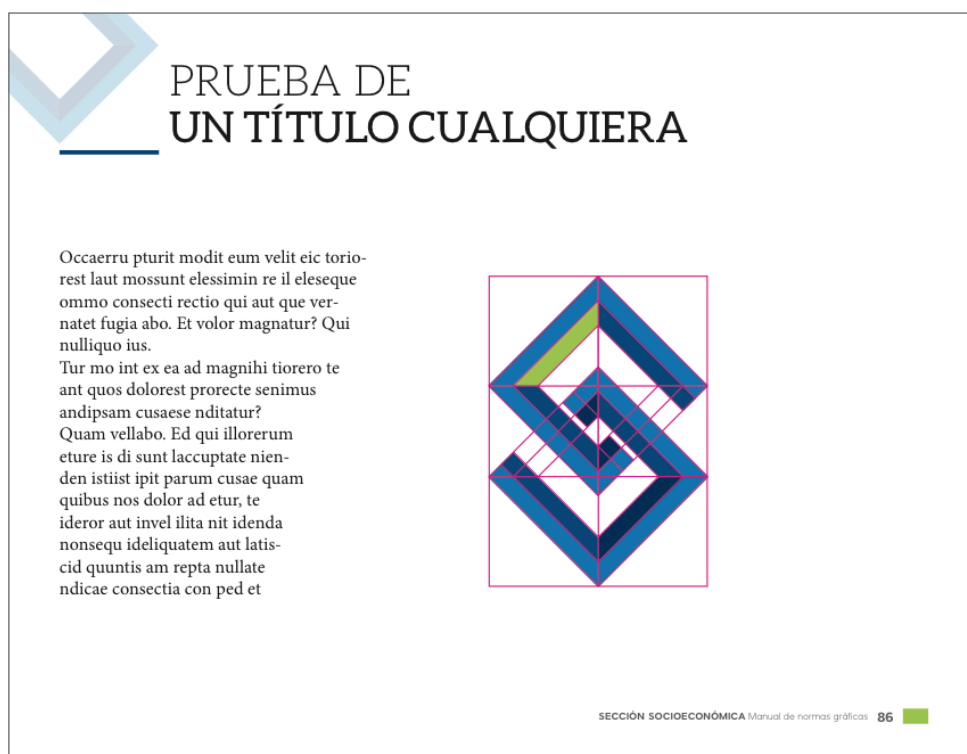 PRUEBA DE
UN TÍTULO CUALQUIERA
Occaerru pturit modit eum velit eic torio-
rest laut mossunt elessimin re il eleseque
ommo consecti rectio qui aut que ver-
natet fugia abo. Et volor magnatur? Qui
nulliquo ius.
Tur mo int ex ea ad magnihi tiorero te
ant quos dolorest prorecte senimus
andipsam cusaese nditatur?
Quam vellabo. Ed qui illorerum
eture is di sunt laccuptate nien-
den istiist ipit parum cusae quam
quibus nos dolor ad etur, te
ideror aut invel ilita nit idenda
nonsequ ideliquatem aut latis-
cid quuntis am repta nullate
ndicae consectia con ped et
SECCIÓN SOCIOECONÓMICA Manual de normas gráficas 86